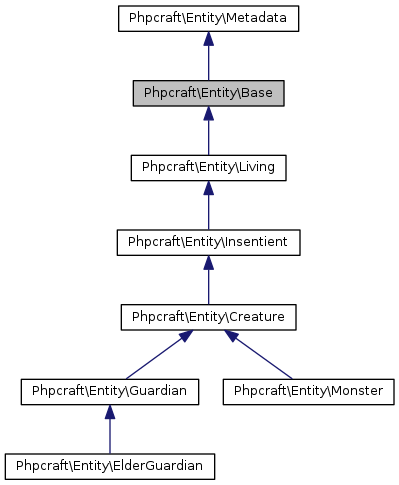 Phpcraft\Entity\Metadata
Phpcraft\Entity\Base
Phpcraft\Entity\Living
Phpcraft\Entity\Insentient
Phpcraft\Entity\Creature
Phpcraft\Entity\Guardian
Phpcraft\Entity\Monster
Phpcraft\Entity\ElderGuardian